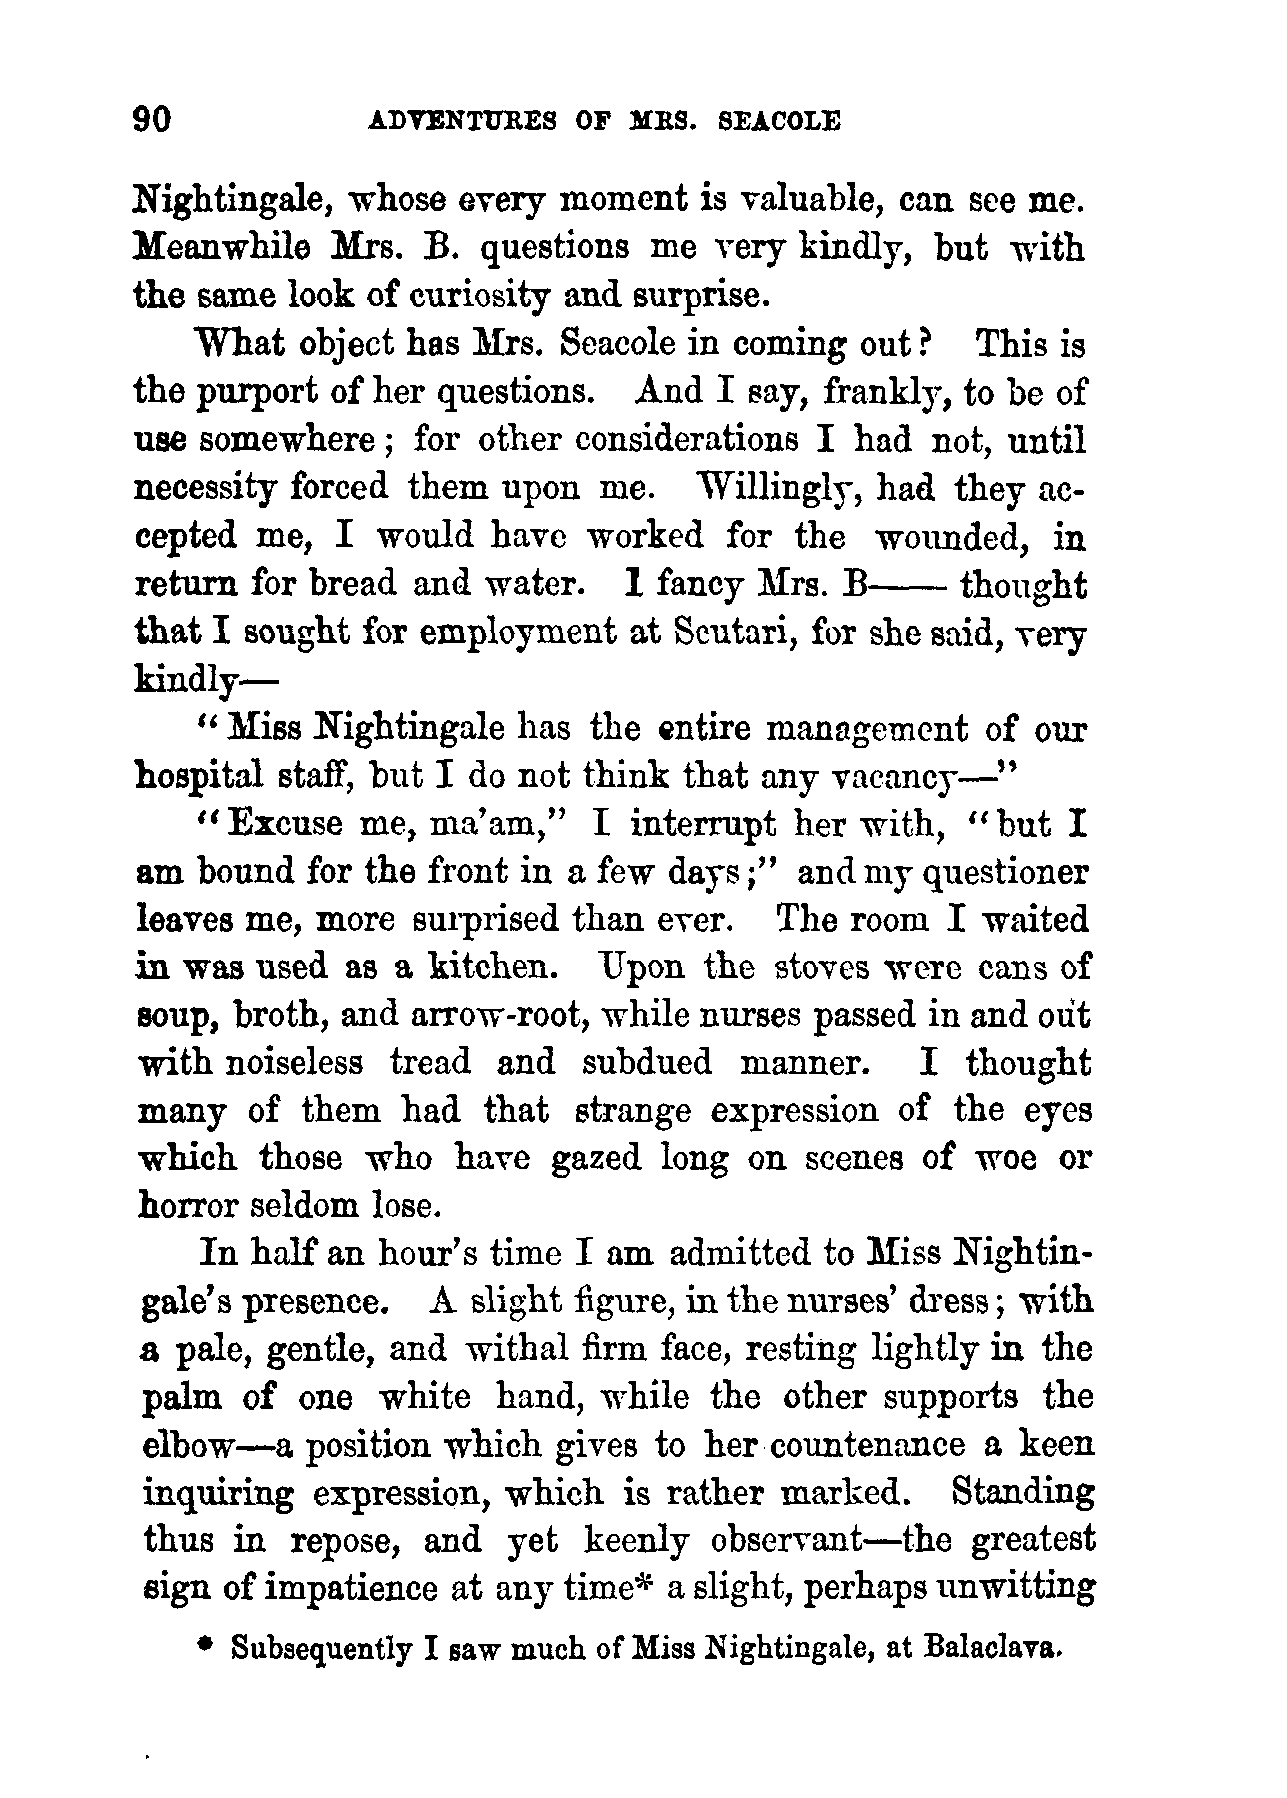 90 ADVENTURES OF MRS. SEACOLE
Nightingale, whose every moment is valuable, can see me.
Meanwhile Mrs. B. questions me very kindly, but with
the same look of curiosity and surprise.
What object has Mrs. Seacole in coming out? This is
the purport of her questions. And I say, frankly, to be of
use somewhere; for other considerations I had not, until
necessity forced them upon me. Willingly, had they ac-
cepted me, I would have worked for the wounded, in
return for bread and water. I fancy Mrs. B—— thought
that I sought for employment at Scutari, for she said, very
kindly—
"Miss Nightingale has the entire management of our
hospital staff, but I do not think that any vacancy—"
"Excuse me, ma'am," I interrupt her with, "but I
am bound for the front in a few days;" and my questioner
leaves me, more surprised than ever. The room I waited
in was used as a kitchen. Upon the stoves were cans of
soup, broth, and arrow-root, while nurses passed in and out
with noiseless tread and subdued manner. I thought
many of them had that strange expression of the eyes
which those who have gazed long on scenes of woe or
horror seldom lose.
In half an hour's time I am admitted to Miss Nightin-
gale's presence. A slight figure, in the nurses' dress; with
a pale, gentle, and withal firm face, resting lightly in the
palm of one white hand, while the other supports the
elbow—a position which gives to her countenance a keen
inquiring expression, which is rather marked. Standing
thus in repose, and yet keenly observant—the greatest
sign of impatience at any time* a slight, perhaps unwitting
* Subsequently I saw much of Miss Nightingale, at Balaclava.